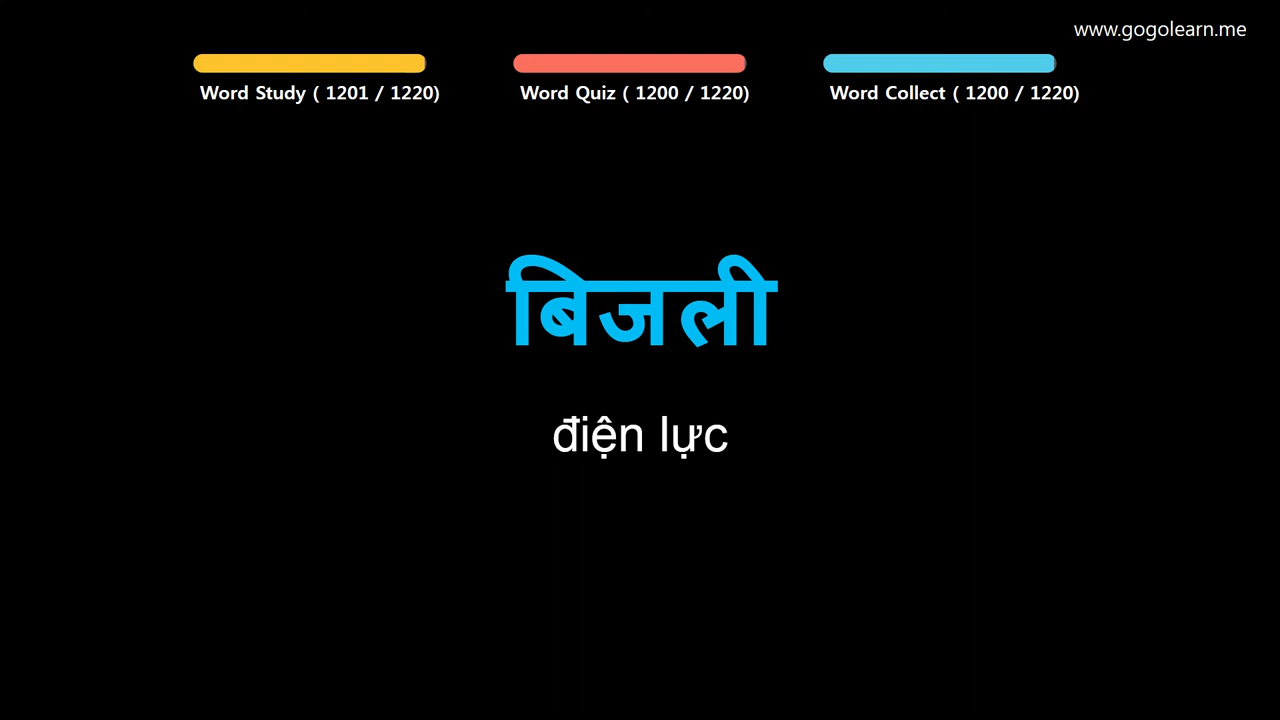 www.gogolearn.me
Word Study ( 1201 / 1220)
Word Quiz ( 1200 / 1220)
Word Collect ( 1200 / 1220)
बिजली
điện lực